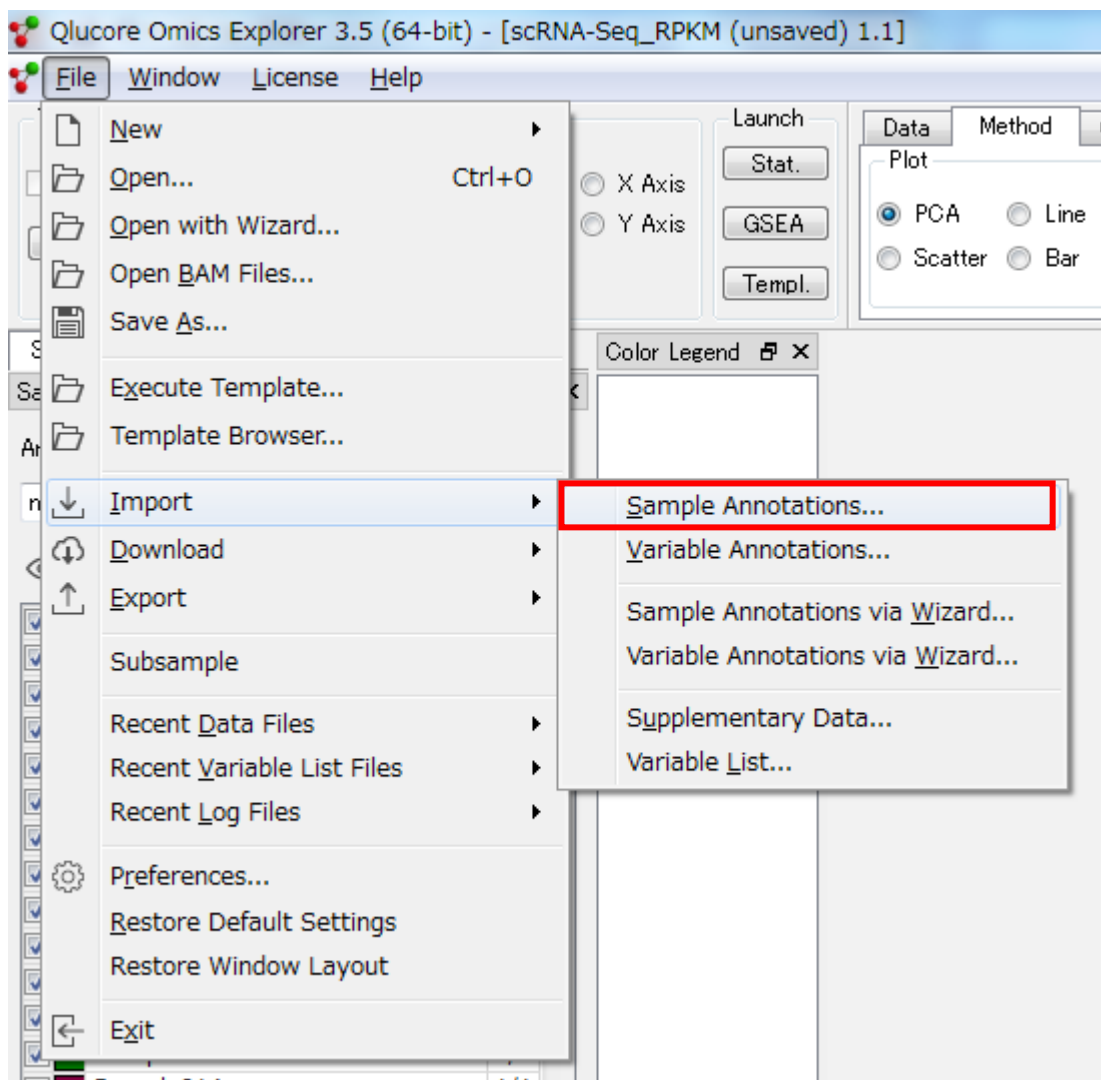 Qlucore Omics Explorer 3.5 (64-bit) - [scRNA-Seq_RPKM (unsaved) 1.1]
File Window License Help
New
Open... Ctrl+O
Open with Wizard...
Open BAM Files...
Save As...
Execute Template...
Template Browser...
Import
Download
Export
Subsample
Recent Data Files
Recent Variable List Files
Recent Log Files
Preferences...
Restore Default Settings
Restore Window Layout
Exit
Sample Annotations...
Variable Annotations...
Sample Annotations via Wizard...
Variable Annotations via Wizard...
Supplementary Data...
Variable List...
X Axis
Y Axis
Launch
Stat.
GSEA
Templ.
Data Method
Plot
PCA Line
Scatter Bar
Color Legend